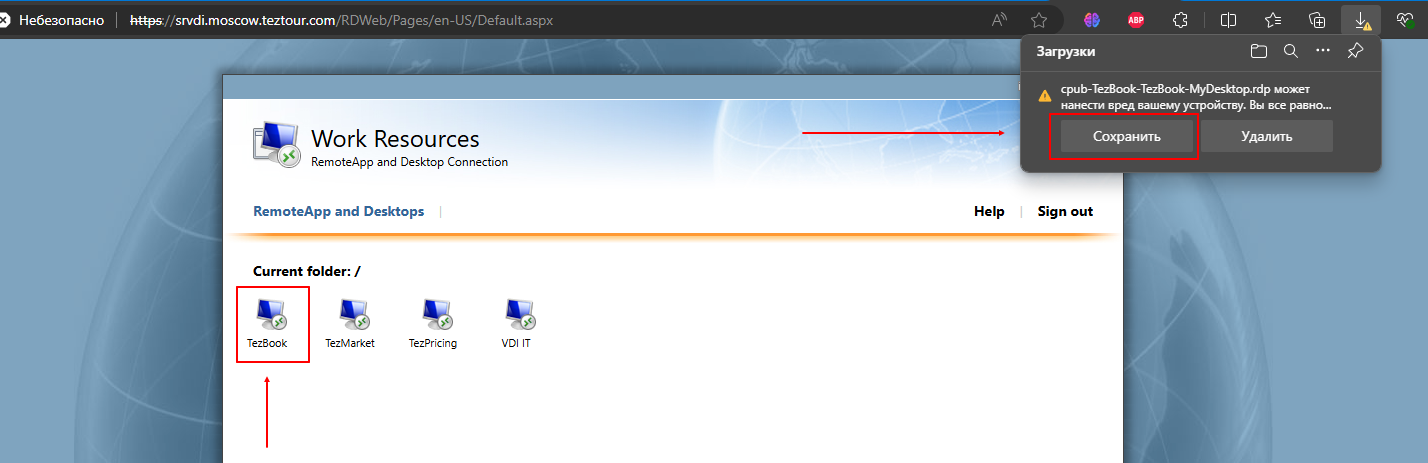 Небезопасно https://srvdi.moscow.teztour.com/RDWeb/Pages/en-US/Default.aspx
ABP
Загрузки
cpub-TezBook-TezBook-MyDesktop.rdp может
нанести вред вашему устройству. Вы все равно...
Сохранить Удалить
Work Resources
RemoteApp and Desktop Connection
RemoteApp and Desktops Help Sign out
Current folder: /
TezBook TezMarket TezPricing VDI IT